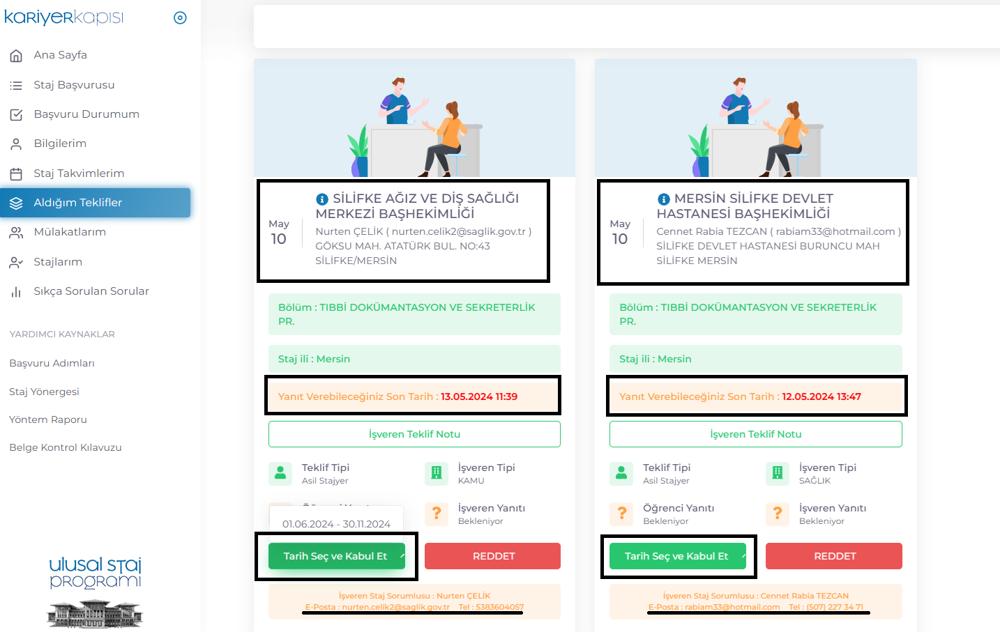 kariyerkapısı
Ana Sayfa
Staj Başvurusu
Başvuru Durumum
Bilgilerim
Staj Takvimlerim
Aldığım Teklifler
Mülakatlarım
Stajlarım
Sıkça Sorulan Sorular
YARDIMCI KAYNAKLAR
Başvuru Adımları
Staj Yönergesi
Yöntem Raporu
Belge Kontrol Kılavuzu
ulusal staj
programı
May
10
SİLİFKE AĞIZ VE DİŞ SAĞLIĞI
MERKEZİ BAŞHEKİMLİĞİ
Nurten ÇELİK ( nurten.celik2@saglik.gov.tr )
GÖKSU MAH. ATATÜRK BUL. NO:43
SİLİFKE/MERSİN
Bölüm : TIBBİ DOKÜMANTASYON VE SEKRETERLİK
PR.
Staj ili : Mersin
Yanıt Verebileceğiniz Son Tarih : 13.05.2024 11:39
İşveren Teklif Notu
Teklif Tipi
Asil Stajyer
İşveren Tipi
KAMU
Öğrenci Yanıtı
İşveren Yanıtı
Bekleniyor
01.06.2024 - 30.11.2024
Tarih Seç ve Kabul Et
REDDET
İşveren Staj Sorumlusu : Nurten ÇELİK
E-Posta : nurten.celik2@saglik.gov.tr Tel : 5383604057
May
10
MERSİN SİLİFKE DEVLET
HASTANESİ BAŞHEKİMLİĞİ
Cennet Rabia TEZCAN ( rabiam33@hotmail.com )
SİLİFKE DEVLET HASTANESİ BURUNCU MAH
SİLİFKE MERSİN
Bölüm : TIBBİ DOKÜMANTASYON VE SEKRETERLİK
PR.
Staj ili : Mersin
Yanıt Verebileceğiniz Son Tarih : 12.05.2024 13:47
İşveren Teklif Notu
Teklif Tipi
Asil Stajyer
İşveren Tipi
SAĞLIK
Öğrenci Yanıtı
Bekleniyor
İşveren Yanıtı
Bekleniyor
Tarih Seç ve Kabul Et
REDDET
İşveren Staj Sorumlusu : Cennet Rabia TEZCAN
E-Posta : rabiam33@hotmail.com Tel : (507) 227 34 71